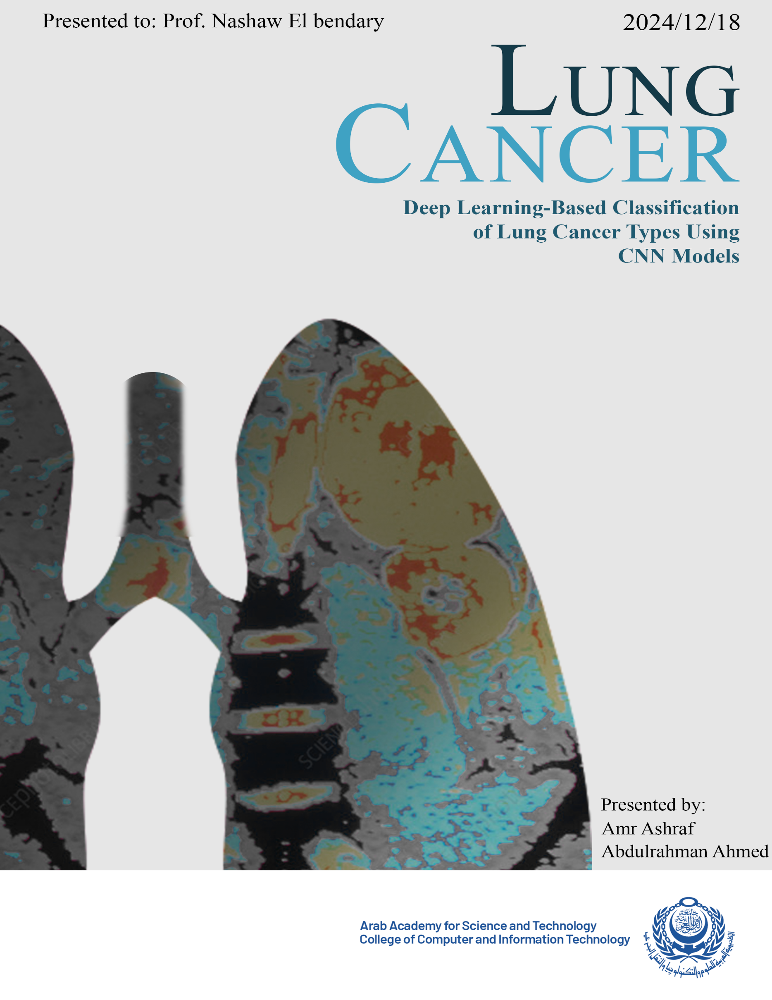 Presented to: Prof. Nashaw El bendary
2024/12/18
LUNG
CANCER
Deep Learning-Based Classification
of Lung Cancer Types Using
CNN Models
SCIENC
Presented by:
Amr Ashraf
Abdulrahman Ahmed
Arab Academy for Science and Technology
College of Computer and Information Technology
جامعة
الدول العربية
الأكاديمية العربية للعلوم والتكنولوجيا والنقل البحري